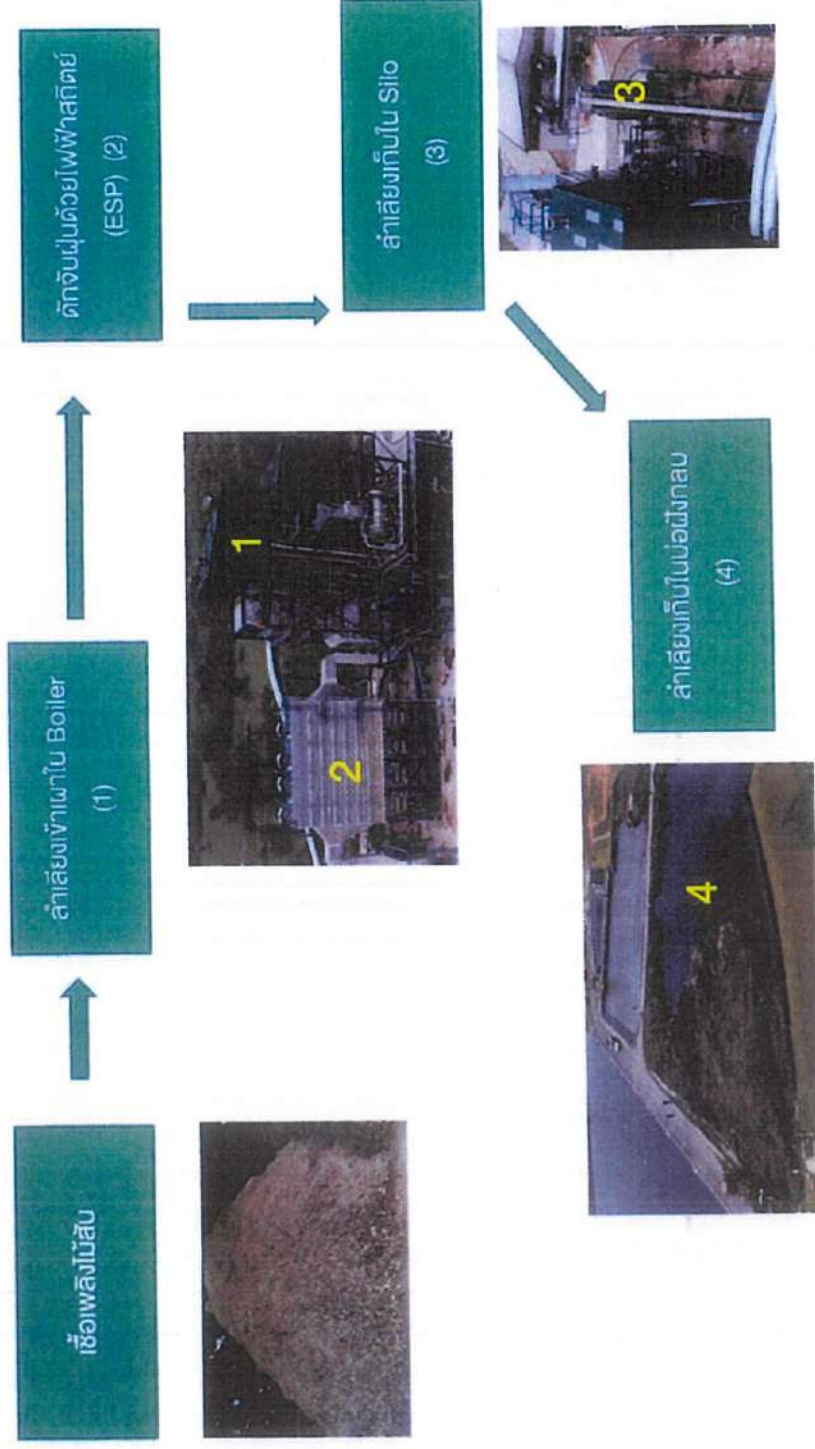 เชื้อเพลิงไม้สับ
ลำเลียงเข้าเผาใน Boiler
(1)
ดักจับฝุ่นด้วยไฟฟ้าสถิตย์
(ESP) (2)
ลำเลียงเก็บใน Silo
(3)
ลำเลียงเก็บในบ่อฝังกลบ
(4)
1
2
3
4